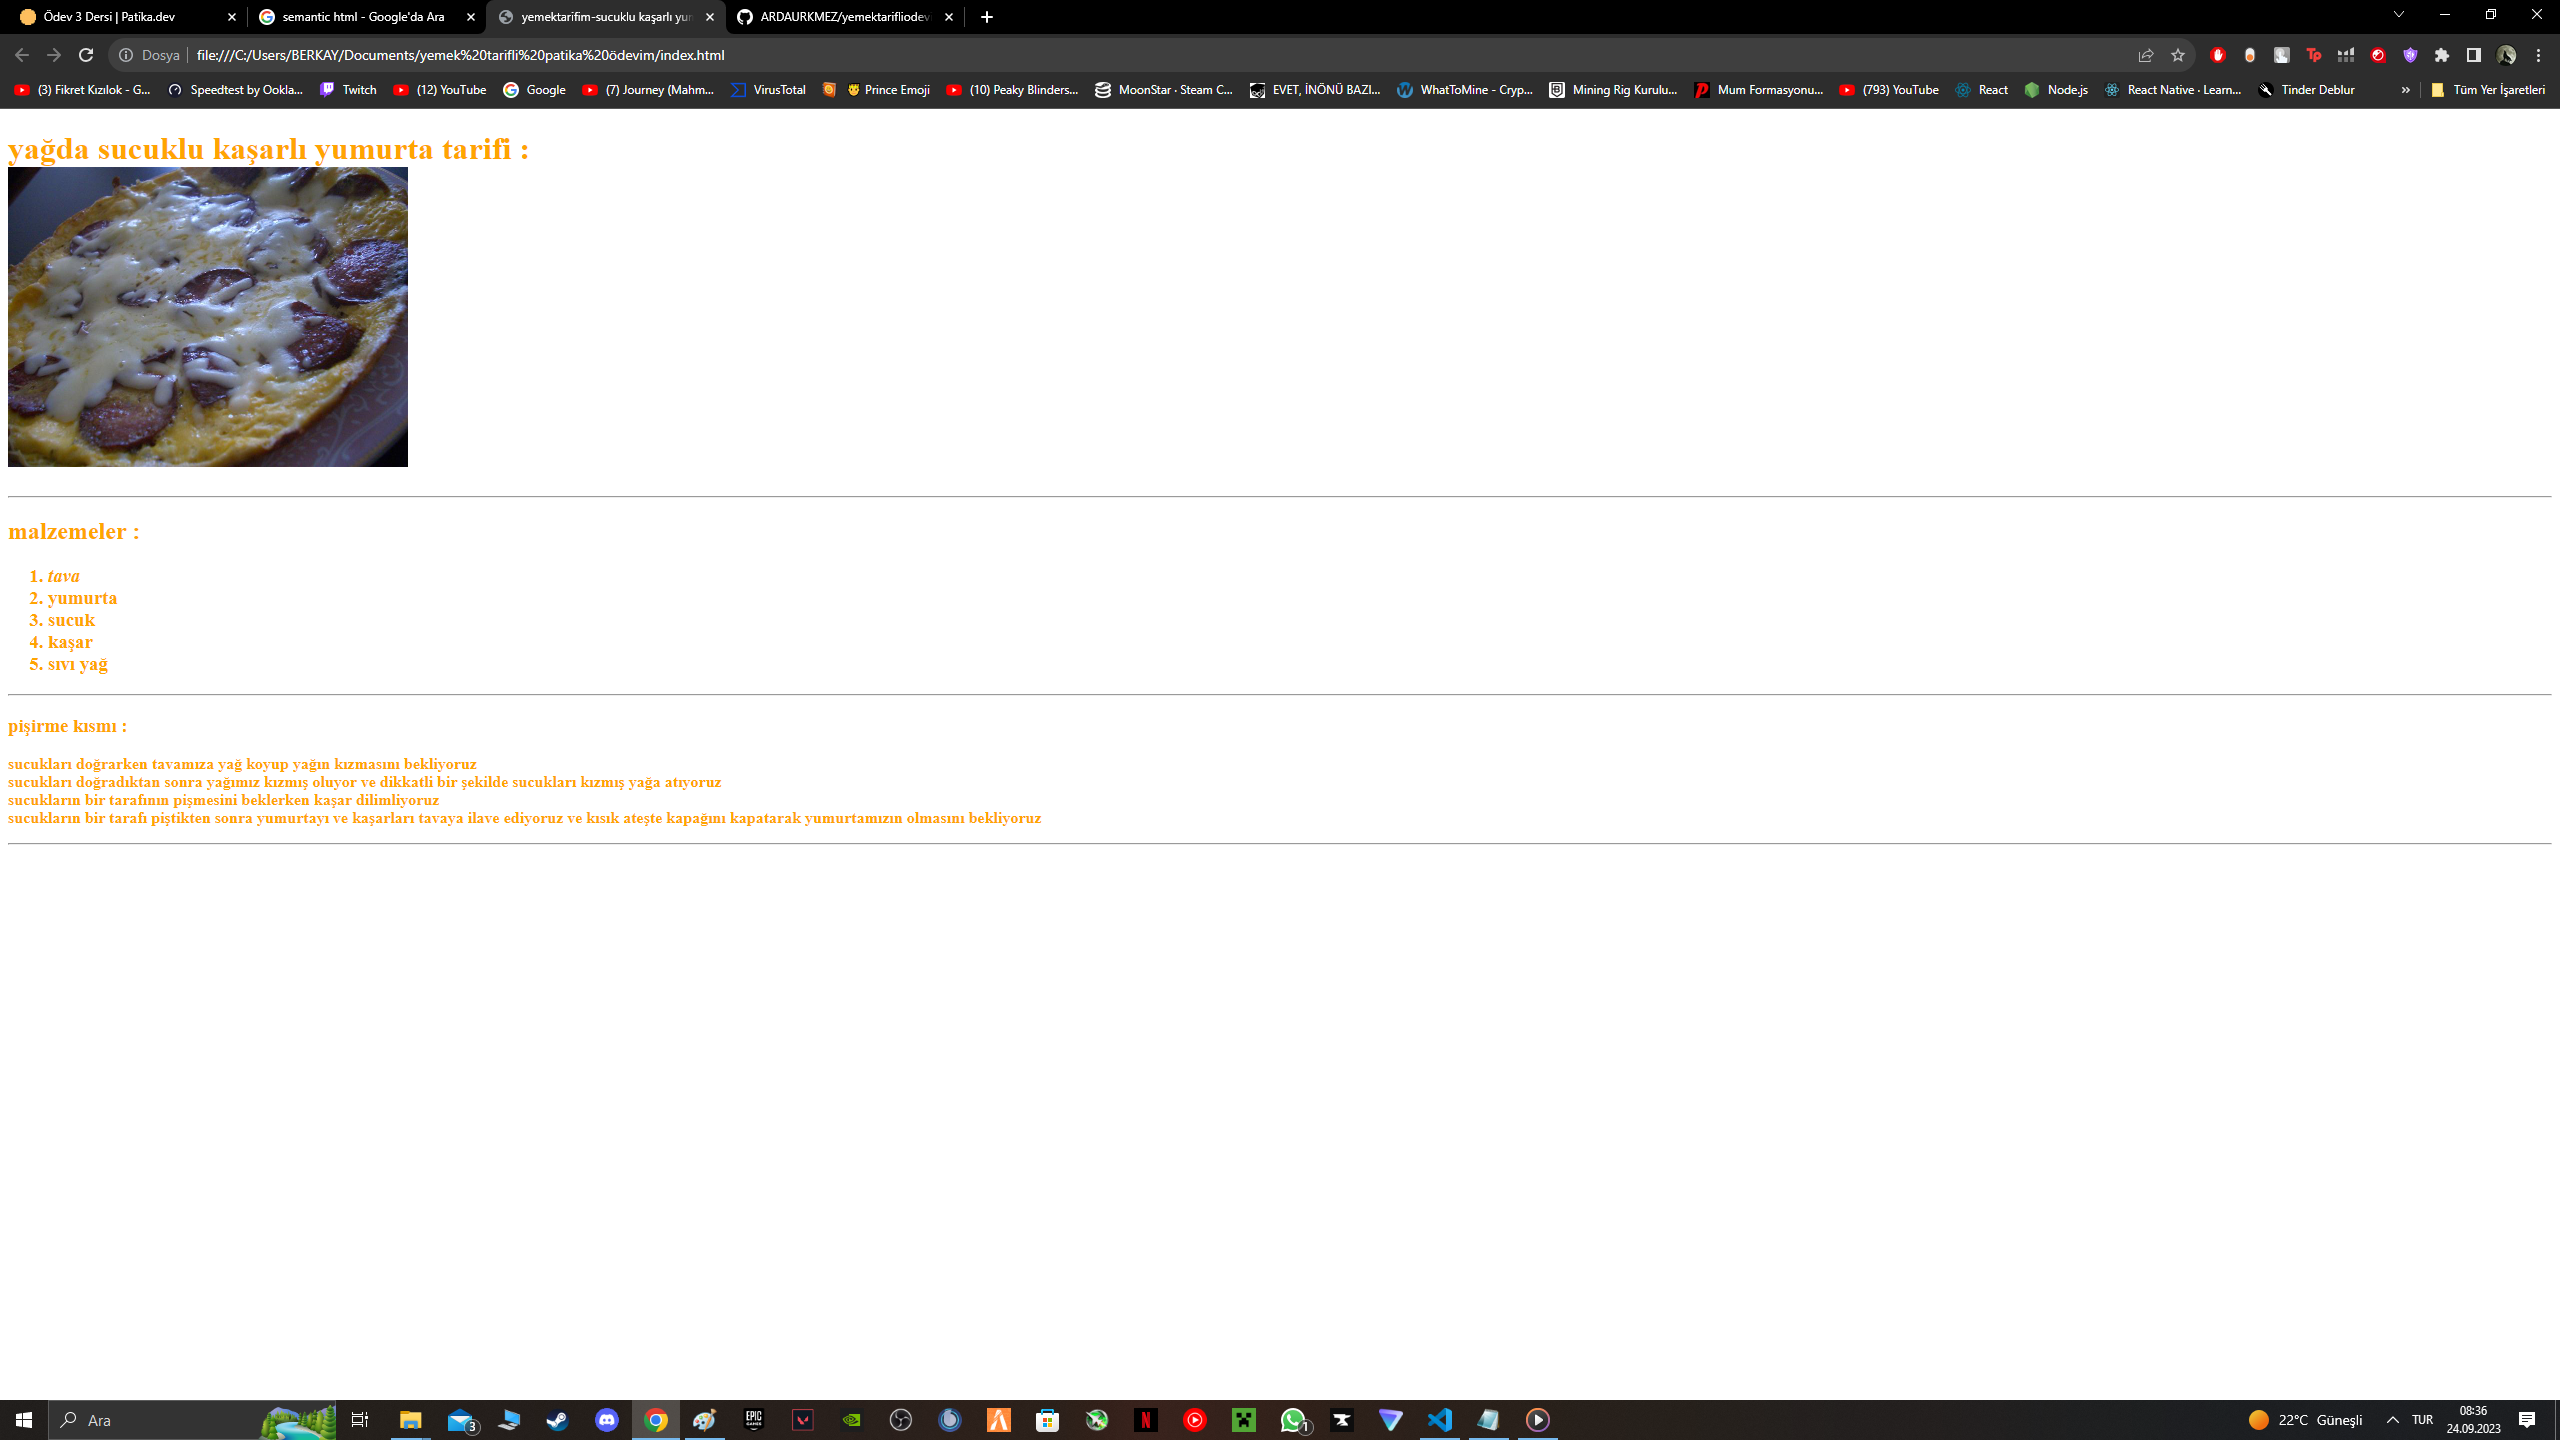 Ödev 3 Dersi | Patika.dev
semantic html - Google'da Ara
yemektarifim-sucuklu kaşarlı yu
ARDAURKMEZ/yemektarifliodev
Dosya
file:///C:/Users/BERKAY/Documents/yemek%20tarifli%20patika%20ödevim/index.html
(3) Fikret Kızılok - G...
Speedtest by Ookla...
Twitch
(12) YouTube
Google
(7) Journey (Mahm...
VirusTotal
Prince Emoji
(10) Peaky Blinders...
MoonStar · Steam C...
EVET, İNÖNÜ BAZI...
WhatToMine - Cryp...
Mining Rig Kurulu...
Mum Formasyonu...
(793) YouTube
React
Node.js
React Native · Learn...
Tinder Deblur
»
Tüm Yer İşaretleri
yağda sucuklu kaşarlı yumurta tarifi :
malzemeler :
1. tava
2. yumurta
3. sucuk
4. kaşar
5. sıvı yağ
pişirme kısmı :
sucukları doğrarken tavamıza yağ koyup yağın kızmasını bekliyoruz
sucukları doğradıktan sonra yağımız kızmış oluyor ve dikkatli bir şekilde sucukları kızmış yağa atıyoruz
sucukların bir tarafının pişmesini beklerken kaşar dilimliyoruz
sucukların bir tarafı piştikten sonra yumurtayı ve kaşarları tavaya ilave ediyoruz ve kısık ateşte kapağını kapatarak yumurtamızın olmasını bekliyoruz
Ara
3
EPIC GAMES
1
22°C Güneşli
TUR
08:36
24.09.2023